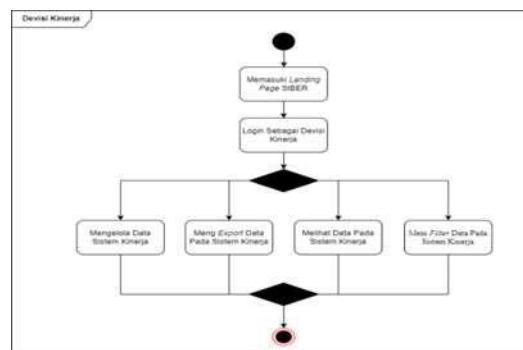 Devisi Kinerja
Memasuki Landing
Page SIBER
Login Sebagai Devisi
Kinerja
Mengelola Data
Sistem Kinerja
Meng Export Data
Pada Sistem Kinerja
Melihat Data Pada
Sistem Kinerja
Mem Filter Data Pada
Sistem Kinerja